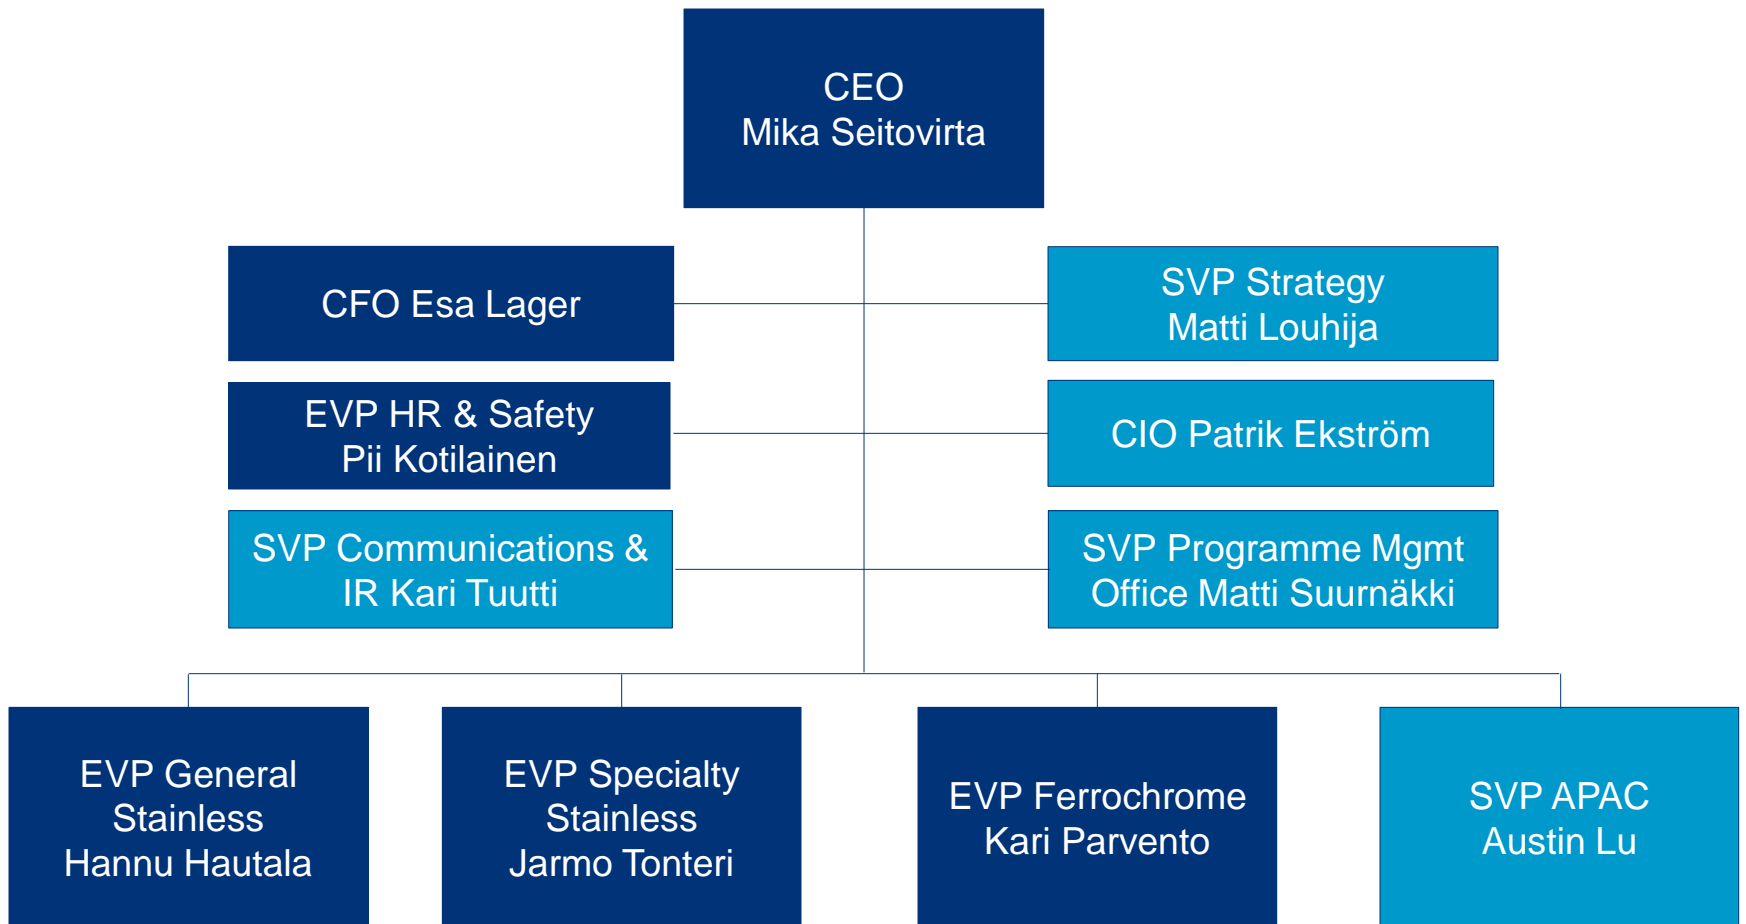 CEO
Mika Seitovirta
CFO Esa Lager
SVP Strategy
Matti Louhija
EVP HR & Safety
Pii Kotilainen
CIO Patrik Ekström
SVP Communications &
IR Kari Tuutti
SVP Programme Mgmt
Office Matti Suurnäkki
EVP General
Stainless
Hannu Hautala
EVP Specialty
Stainless
Jarmo Tonteri
EVP Ferrochrome
Kari Parvento
SVP APAC
Austin Lu